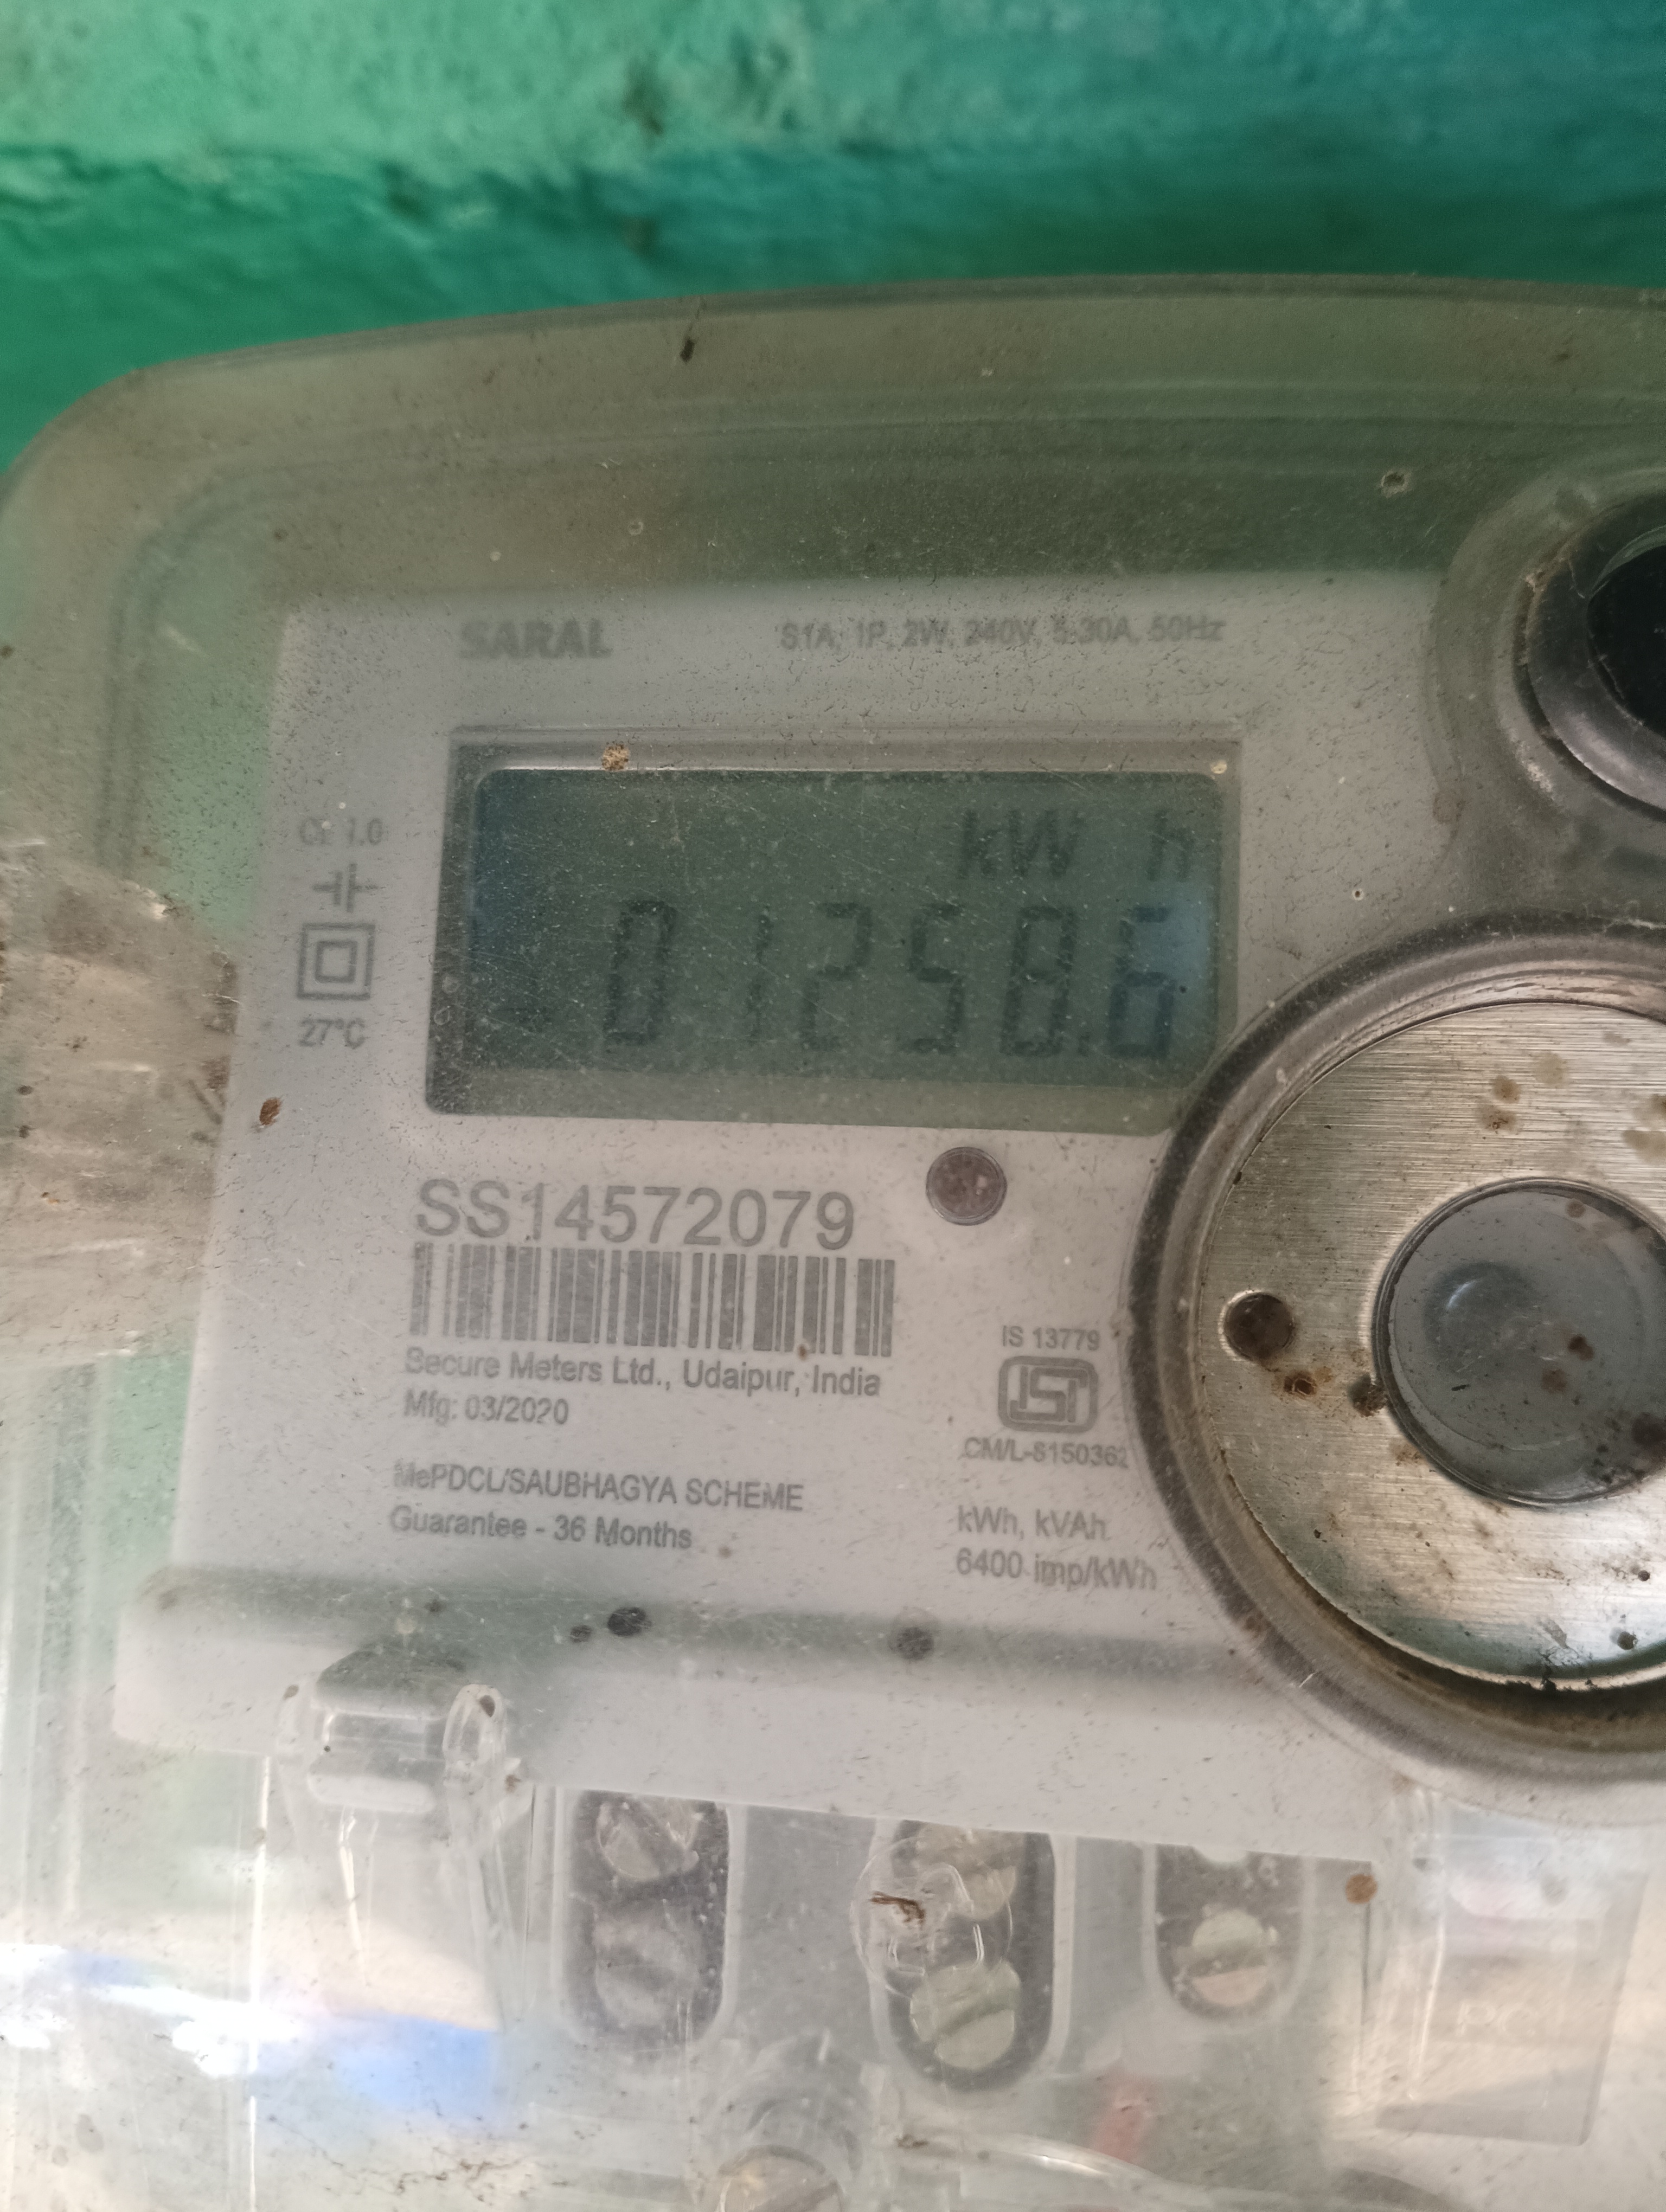 SARAL S1A, 1P, 2W, 240V, 5-30A, 50Hz
kW h
Cl 1.0
01258.6
27°C
SS14572079
Secure Meters Ltd., Udaipur, India
Mfg: 03/2020
IS 13779
ISI
CM/L-8150362
MePDCL/SAUBHAGYA SCHEME
Guarantee - 36 Months
kWh, kVAh
6400 imp/kWh